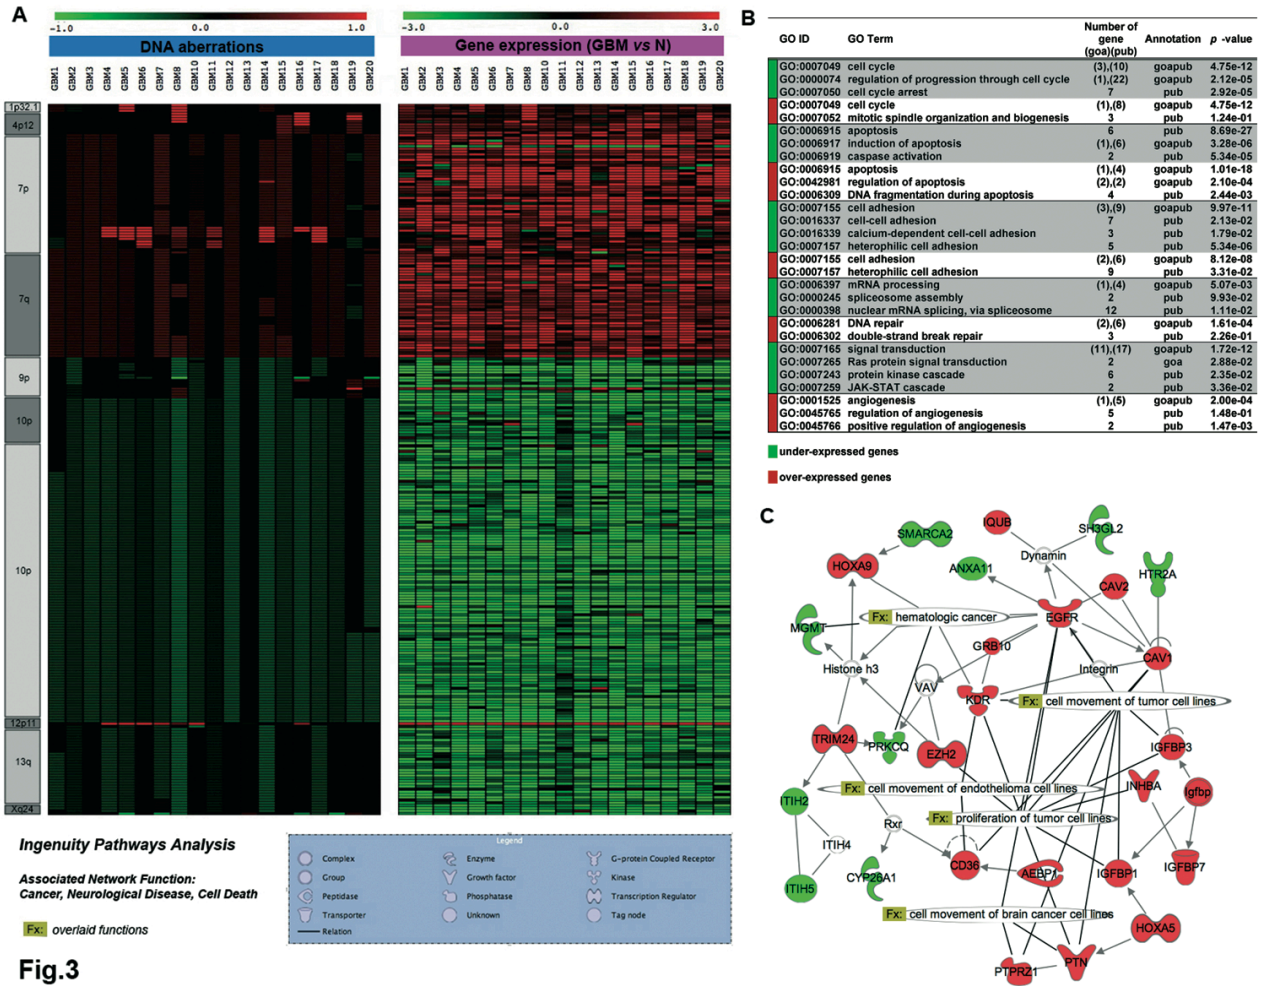 A
-1.0 0.0 1.0
-3.0 0.0 3.0
DNA aberrations
Gene expression (GBM vs N)
GBM1 GBM2 GBM3 GBM4 GBM5 GBM6 GBM7 GBM8 GBM9 GBM10 GBM11 GBM12 GBM13 GBM14 GBM15 GBM16 GBM17 GBM18 GBM19 GBM20
GBM1 GBM2 GBM3 GBM4 GBM5 GBM6 GBM7 GBM8 GBM9 GBM10 GBM11 GBM12 GBM13 GBM14 GBM15 GBM16 GBM17 GBM18 GBM19 GBM20
1p32.1
4p12
7p
7q
9p
10p
10p
12p11
13q
Xq24
B
GO ID GO Term Number of gene (goa)(pub) Annotation p -value
GO:0007049 cell cycle (3),(10) goapub 4.75e-12
GO:0000074 regulation of progression through cell cycle (1),(22) goapub 2.12e-05
GO:0007050 cell cycle arrest 7 pub 2.92e-05
GO:0007049 cell cycle (1),(8) goapub 4.75e-12
GO:0007052 mitotic spindle organization and biogenesis 3 pub 1.24e-01
GO:0006915 apoptosis 6 pub 8.69e-27
GO:0006917 induction of apoptosis (1),(6) goapub 3.28e-06
GO:0006919 caspase activation 2 pub 5.34e-05
GO:0006915 apoptosis (1),(4) goapub 1.01e-18
GO:0042981 regulation of apoptosis (2),(2) goapub 2.10e-04
GO:0006309 DNA fragmentation during apoptosis 4 pub 2.44e-03
GO:0007155 cell adhesion (3),(9) goapub 9.97e-11
GO:0016337 cell-cell adhesion 7 pub 2.13e-02
GO:0016339 calcium-dependent cell-cell adhesion 3 pub 1.79e-02
GO:0007157 heterophilic cell adhesion 5 pub 5.34e-06
GO:0007155 cell adhesion (2),(6) goapub 8.12e-08
GO:0007157 heterophilic cell adhesion 9 pub 3.31e-02
GO:0006397 mRNA processing (1),(4) goapub 5.07e-03
GO:0000245 spliceosome assembly 2 pub 9.93e-02
GO:0000398 nuclear mRNA splicing, via spliceosome 12 pub 1.11e-02
GO:0006281 DNA repair (2),(6) goapub 1.61e-04
GO:0006302 double-strand break repair 3 pub 2.26e-01
GO:0007165 signal transduction (11),(17) goapub 1.72e-12
GO:0007265 Ras protein signal transduction 2 goa 2.88e-02
GO:0007243 protein kinase cascade 6 pub 2.35e-02
GO:0007259 JAK-STAT cascade 2 pub 3.36e-02
GO:0001525 angiogenesis (1),(5) goapub 2.00e-04
GO:0045765 regulation of angiogenesis 5 pub 1.48e-01
GO:0045766 positive regulation of angiogenesis 2 pub 1.47e-03
under-expressed genes
over-expressed genes
C
SMARCA2
IQUB
SH3GL2
Dynamin
HOXA9
ANXA11
HTR2A
CAV2
MGMT
Fx: hematologic cancer
EGFR
GRB10
CAV1
Histone h3
Integrin
VAV
KDR
Fx: cell movement of tumor cell lines
TRIM24
PRKCQ
EZH2
IGFBP3
Fx: cell movement of endothelioma cell lines
INHBA
Igfbp
ITIH2
Fx: proliferation of tumor cell lines
Rxr
ITIH4
CD36
AEBP1
IGFBP1
IGFBP7
CYP26A1
ITIH5
Fx: cell movement of brain cancer cell lines
HOXA5
PTN
PTPRZ1
Ingenuity Pathways Analysis
Associated Network Function:
Cancer, Neurological Disease, Cell Death
Fx: overlaid functions
Legend
Complex Enzyme G-protein Coupled Receptor
Group Growth factor Kinase
Peptidase Phosphatase Transcription Regulator
Transporter Unknown Tag node
Relation
Fig.3